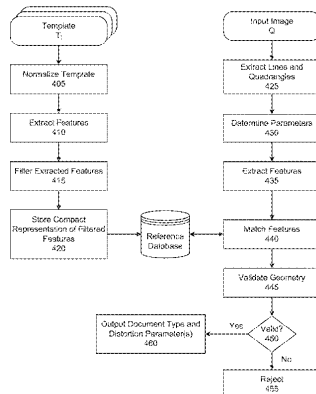 Template
T
Normalize Template
405
Extract Features
410
Filter Extracted Features
415
Store Compact
Representation of Filtered
Features
420
Reference
Database
Input Image
Q
Extract Lines and
Quadrangles
425
Determine Parameters
430
Extract Features
435
Match Features
440
Validate Geometry
445
Valid?
450
Yes
No
Output Document Type and
Distortion Parameter(s)
460
Reject
455